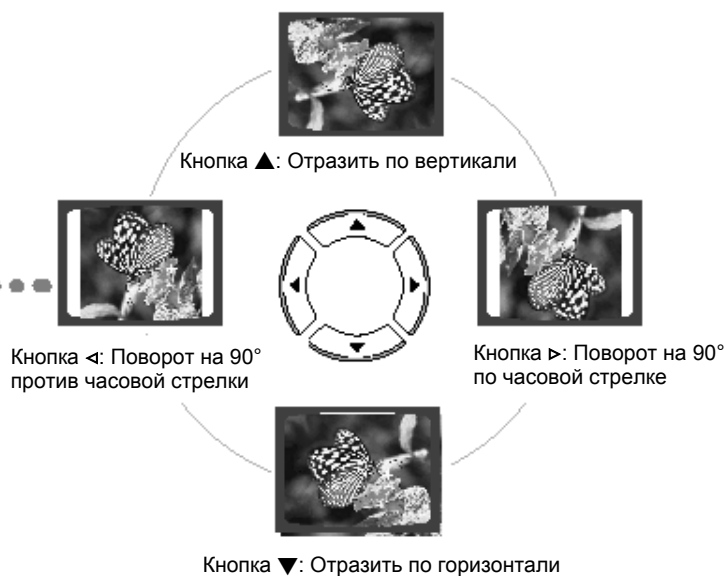 Кнопка ▲: Отразить по вертикали
Кнопка ⊲: Поворот на 90°
против часовой стрелки
Кнопка ⊳: Поворот на 90°
по часовой стрелке
Кнопка ▼: Отразить по горизонтали